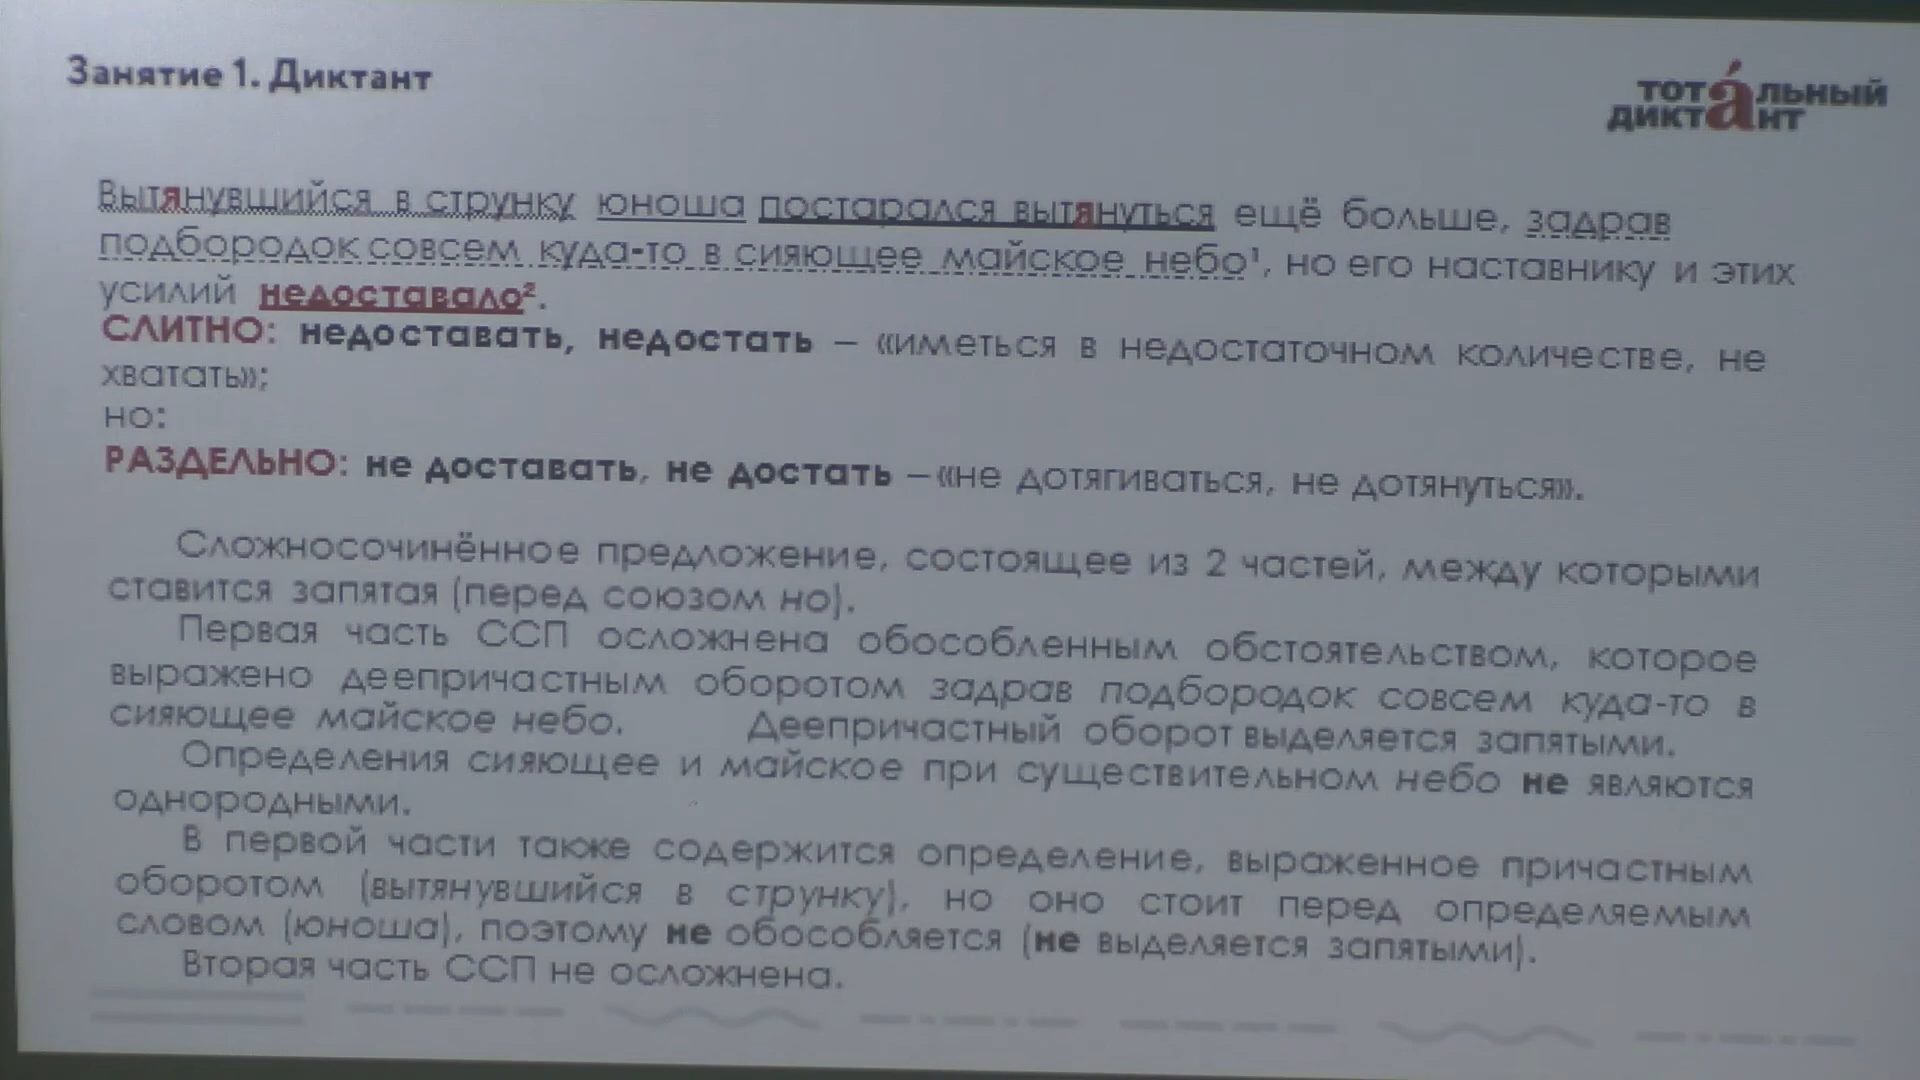 Занятие 1. Диктант
тотáльный
диктант
Вытянувшийся в струнку юноша постарался вытянуться ещё больше, задрав
подбородок совсем куда-то в сияющее майское небо¹, но его наставнику и этих
усилий недоставало².
СЛИТНО: недоставать, недостать – «иметься в недостаточном количестве, не
хватать»;
но:
РАЗДЕЛЬНО: не доставать, не достать –«не дотягиваться, не дотянуться».
Сложносочинённое предложение, состоящее из 2 частей, между которыми
ставится запятая (перед союзом но).
Первая часть ССП осложнена обособленным обстоятельством, которое
выражено деепричастным оборотом задрав подбородок совсем куда-то в
сияющее майское небо. Деепричастный оборот выделяется запятыми.
Определения сияющее и майское при существительном небо не являются
однородными.
В первой части также содержится определение, выраженное причастным
оборотом (вытянувшийся в струнку), но оно стоит перед определяемым
словом (юноша), поэтому не обособляется (не выделяется запятыми).
Вторая часть ССП не осложнена.